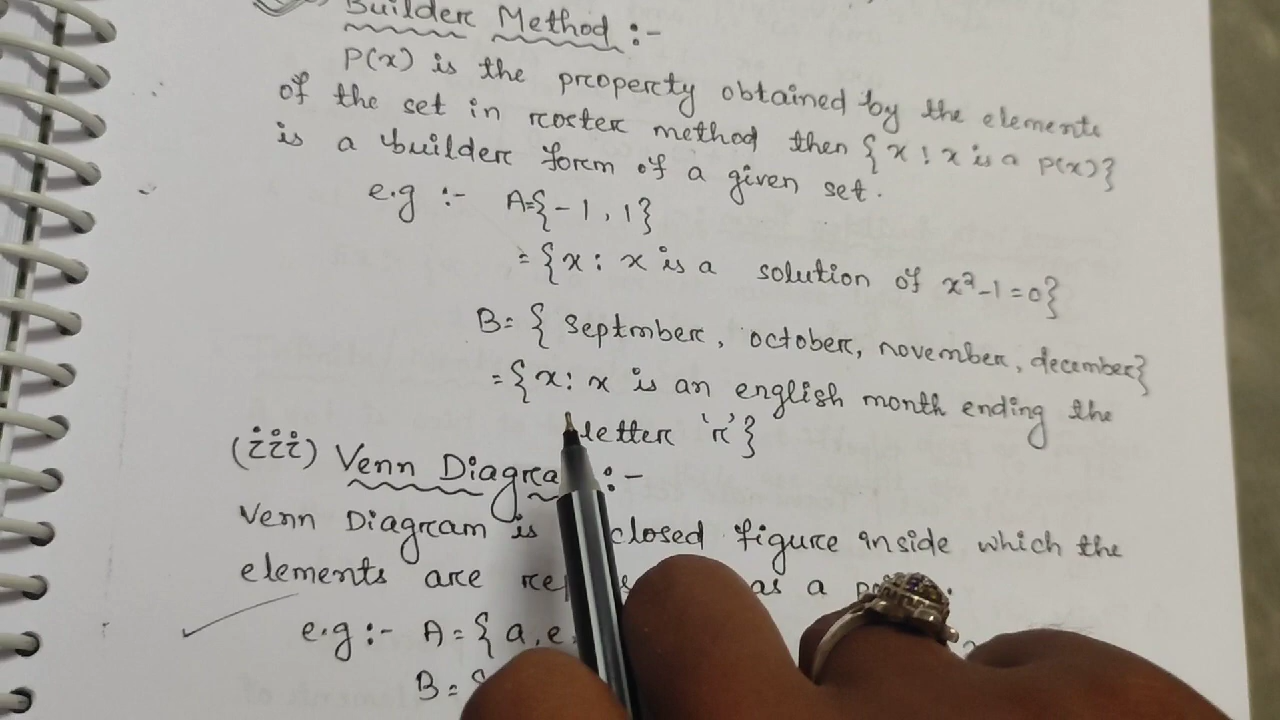 Builder Method :-
P(x) is the property obtained by the elements
of the set in roster method then {x : x is a P(x)}
is a builder form of a given set.
e.g :- A={-1, 1}
= {x : x is a solution of x²-1=0}
B= { Septmber, october, november, december}
= {x : x is an english month ending the
letter 'r'}
(iii) Venn Diagra :-
Venn Diagram is closed figure inside which the
elements are as a
e.g :- A = { a, e
B = {